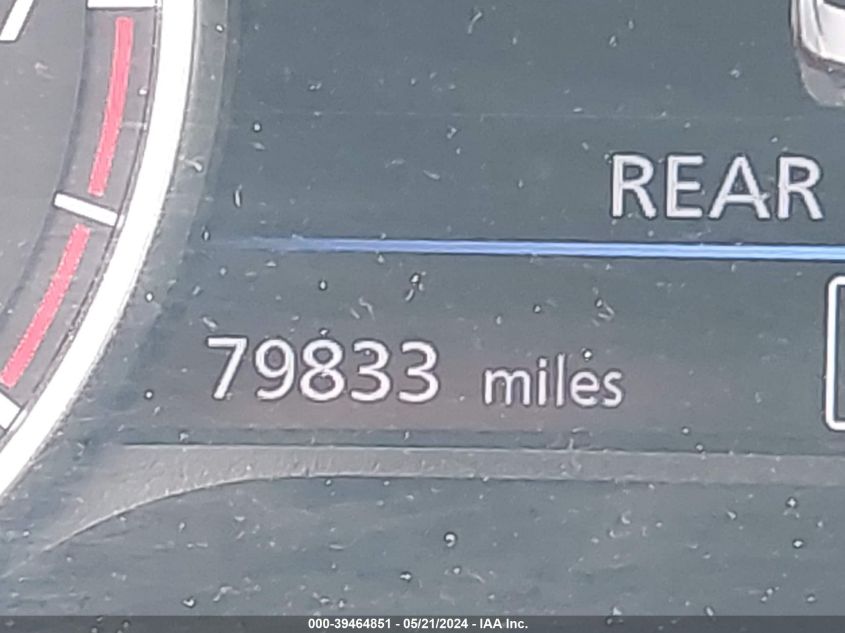 REAR
79833 miles
000-39464851 - 05/21/2024 - IAA Inc.